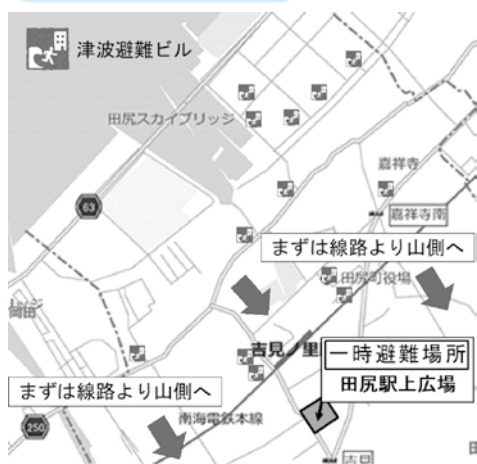 津波避難ビル
田尻スカイブリッジ
嘉祥寺
63
嘉祥寺南
まずは線路より山側へ
田尻町役場
吉見ノ里
一時避難場所
田尻駅上広場
まずは線路より山側へ
南海電鉄本線
250
吉見